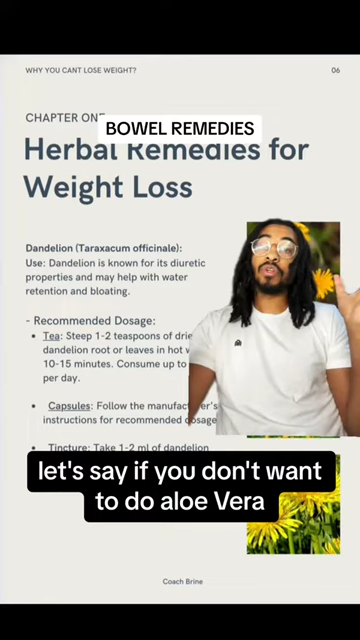 WHY YOU CANT LOSE WEIGHT?
06
CHAPTER ONE
BOWEL REMEDIES
Herbal Remedies for
Weight Loss
Dandelion (Taraxacum officinale):
Use: Dandelion is known for its diuretic
properties and may help with water
retention and bloating.
- Recommended Dosage:
• Tea: Steep 1-2 teaspoons of
dandelion root or leaves in hot
10-15 minutes. Consume up to
per day.
• Capsules: Follow the manufacturer's
instructions for recommended dosage
• Tincture: Take 1-2 ml of dandelion
let's say if you don't want
to do aloe Vera
Coach Brine